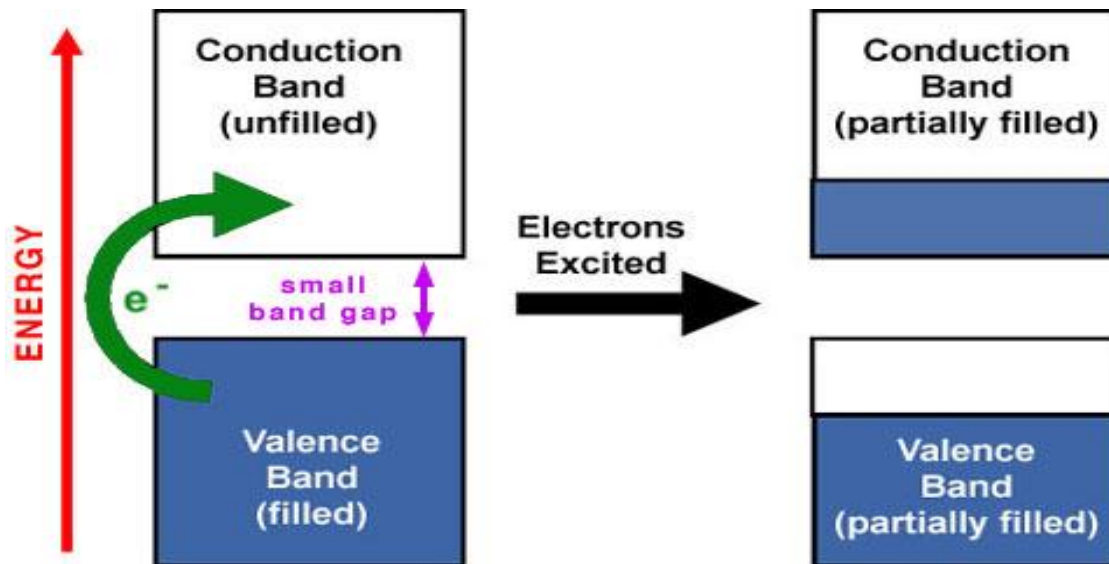 ENERGY
Conduction
Band
(unfilled)
e-
small
band gap
Valence
Band
(filled)
Electrons
Excited
Conduction
Band
(partially filled)
Valence
Band
(partially filled)